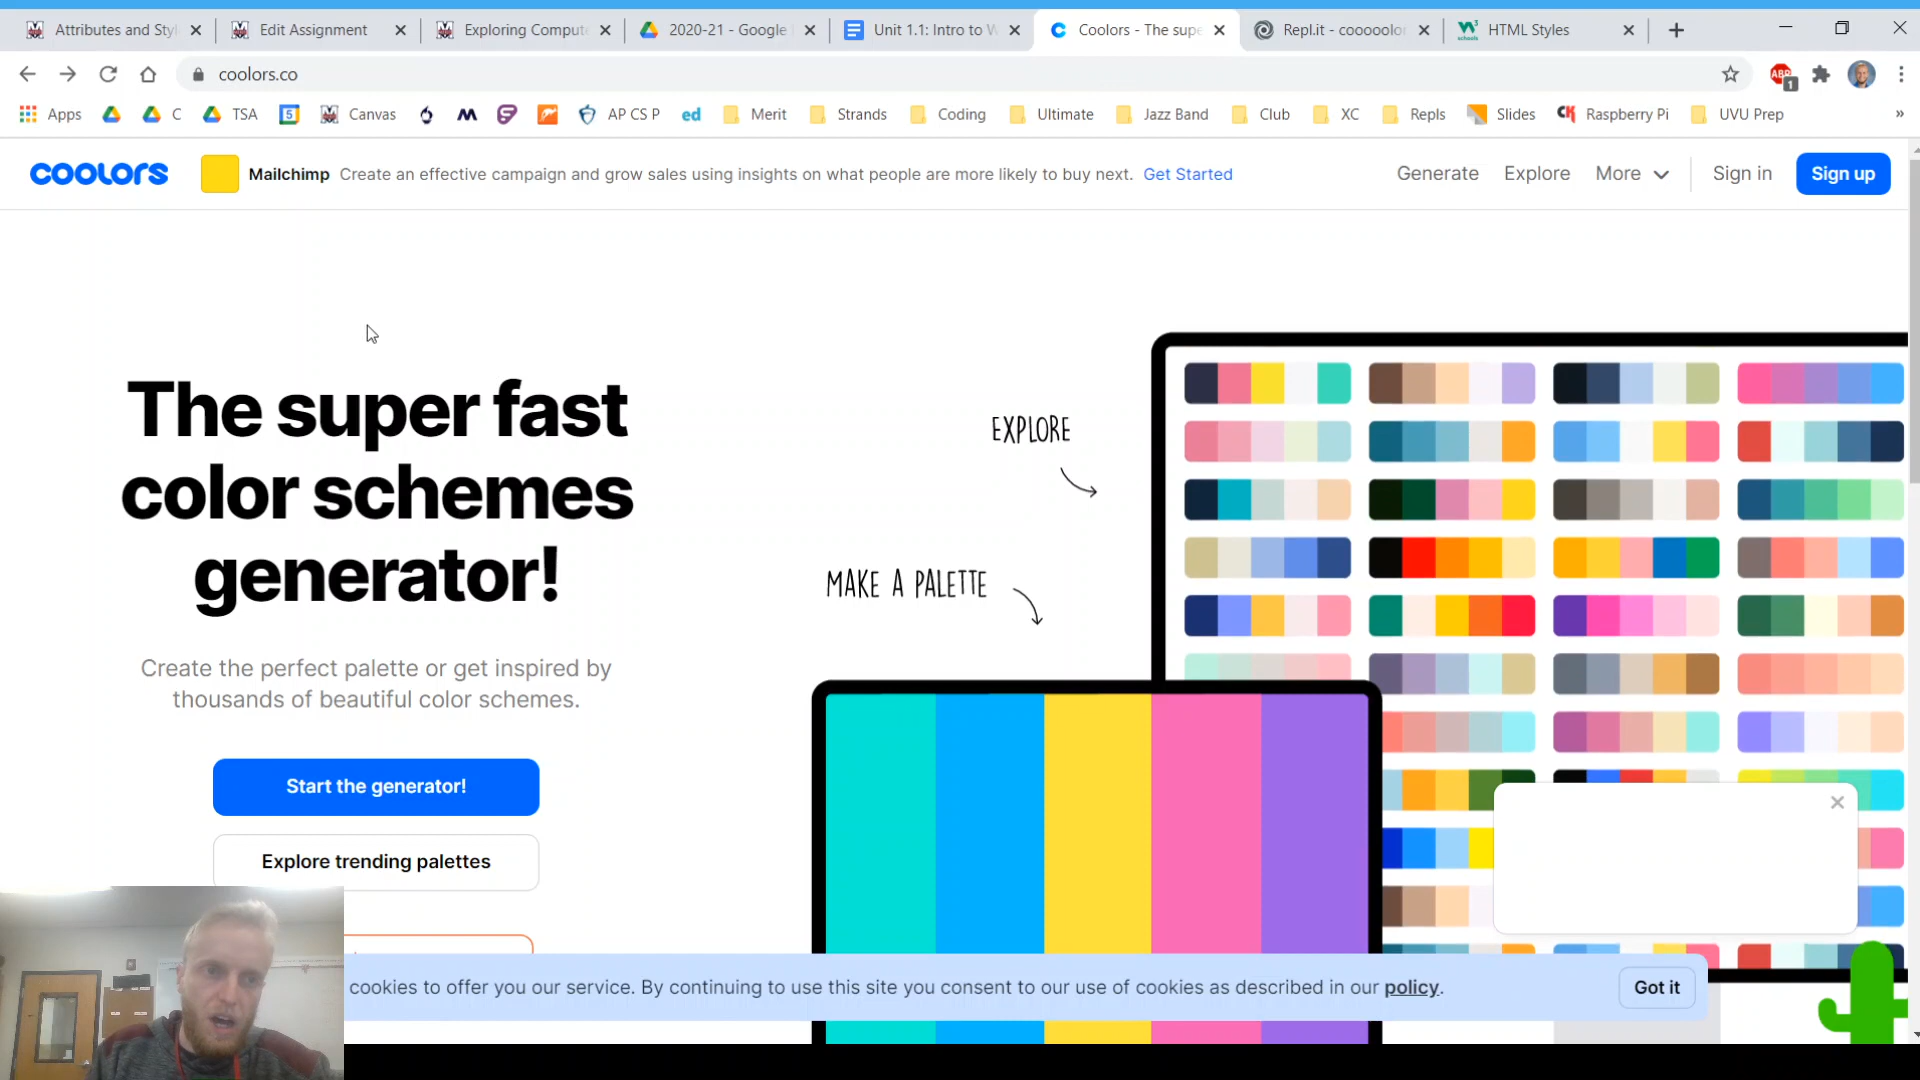 Attributes and Sty
Edit Assignment
Exploring Comput
2020-21 - Google
Unit 1.1: Intro to W
Coolors - The supe
Repl.it - cooooolor
HTML Styles
coolors.co
ABP
1
Apps
C
TSA
5
Canvas
AP CS P
ed
Merit
Strands
Coding
Ultimate
Jazz Band
Club
XC
Repls
Slides
CK
Raspberry Pi
UVU Prep
»
coolors
Mailchimp Create an effective campaign and grow sales using insights on what people are more likely to buy next. Get Started
Generate
Explore
More
Sign in
Sign up
The super fast
color schemes
generator!
Create the perfect palette or get inspired by
thousands of beautiful color schemes.
Start the generator!
Explore trending palettes
EXPLORE
MAKE A PALETTE
cookies to offer you our service. By continuing to use this site you consent to our use of cookies as described in our policy.
Got it